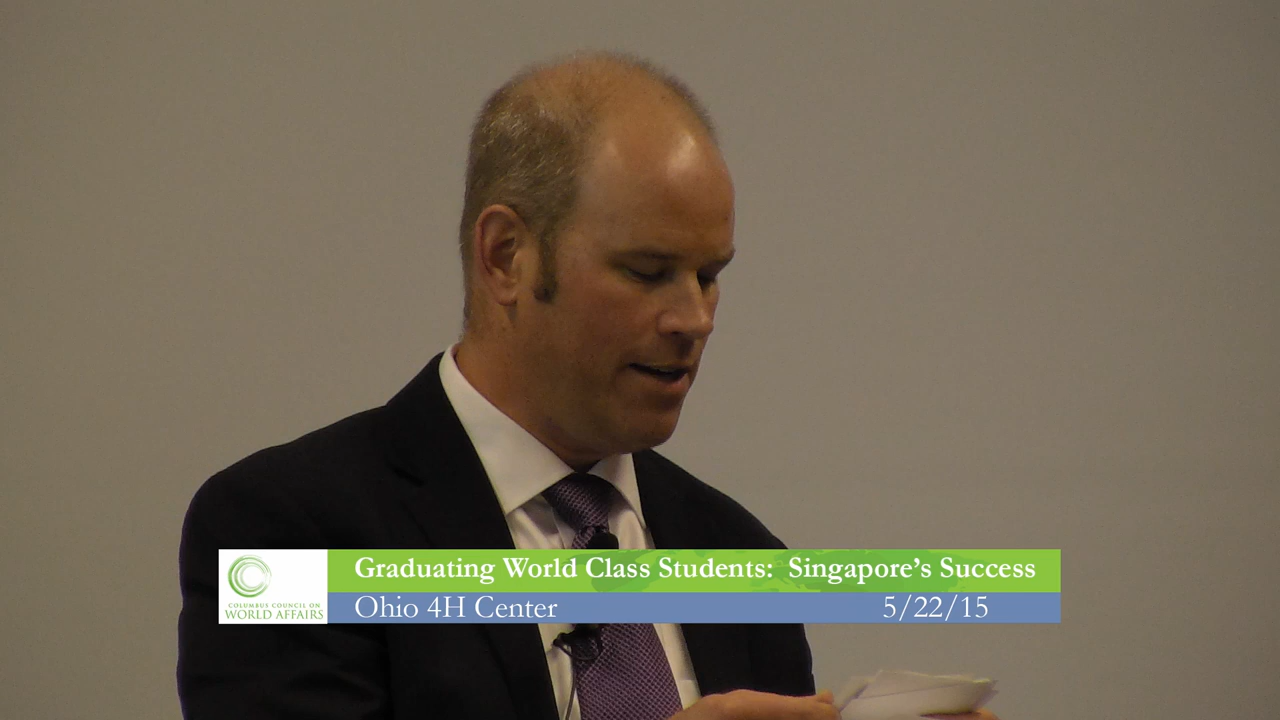 Graduating World Class Students:  Singapore's Success
COLUMBUS COUNCIL ON
WORLD AFFAIRS
Ohio 4H Center 5/22/15